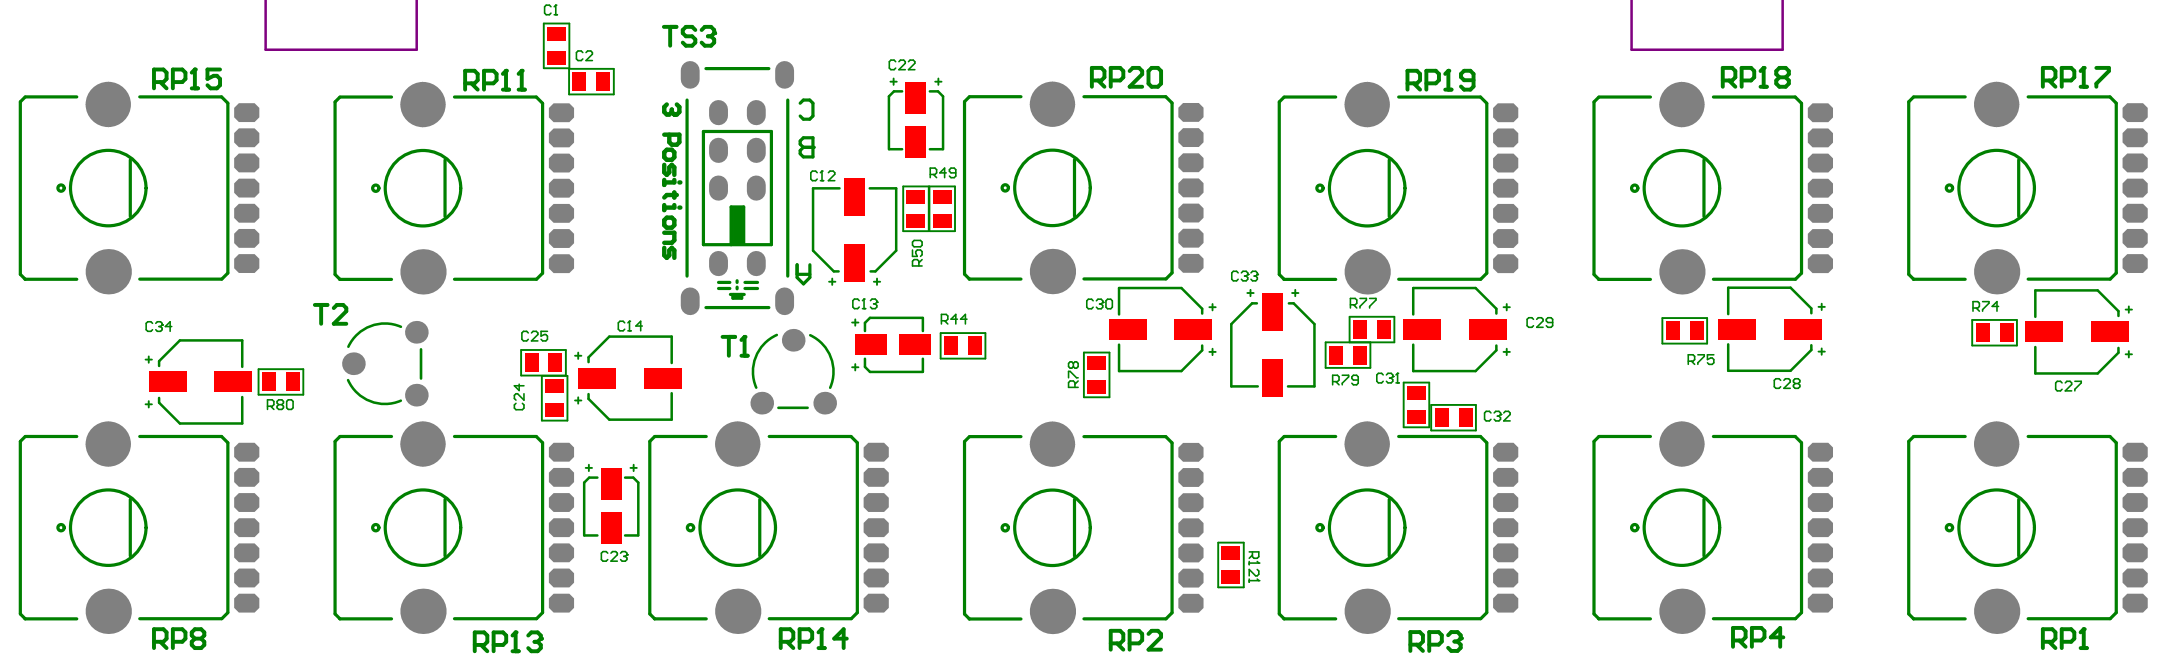 C1
TS3
C2
C22
RP15
RP11
RP20
RP19
RP18
RP17
3 Positions
C
B
A
C12
R49
R50
C33
C30
R77
C29
R74
T2
C34
C25
C14
T1
C13
R44
R78
R79
C31
R75
C28
C27
R80
C24
C32
C23
R121
RP8
RP13
RP14
RP2
RP3
RP4
RP1